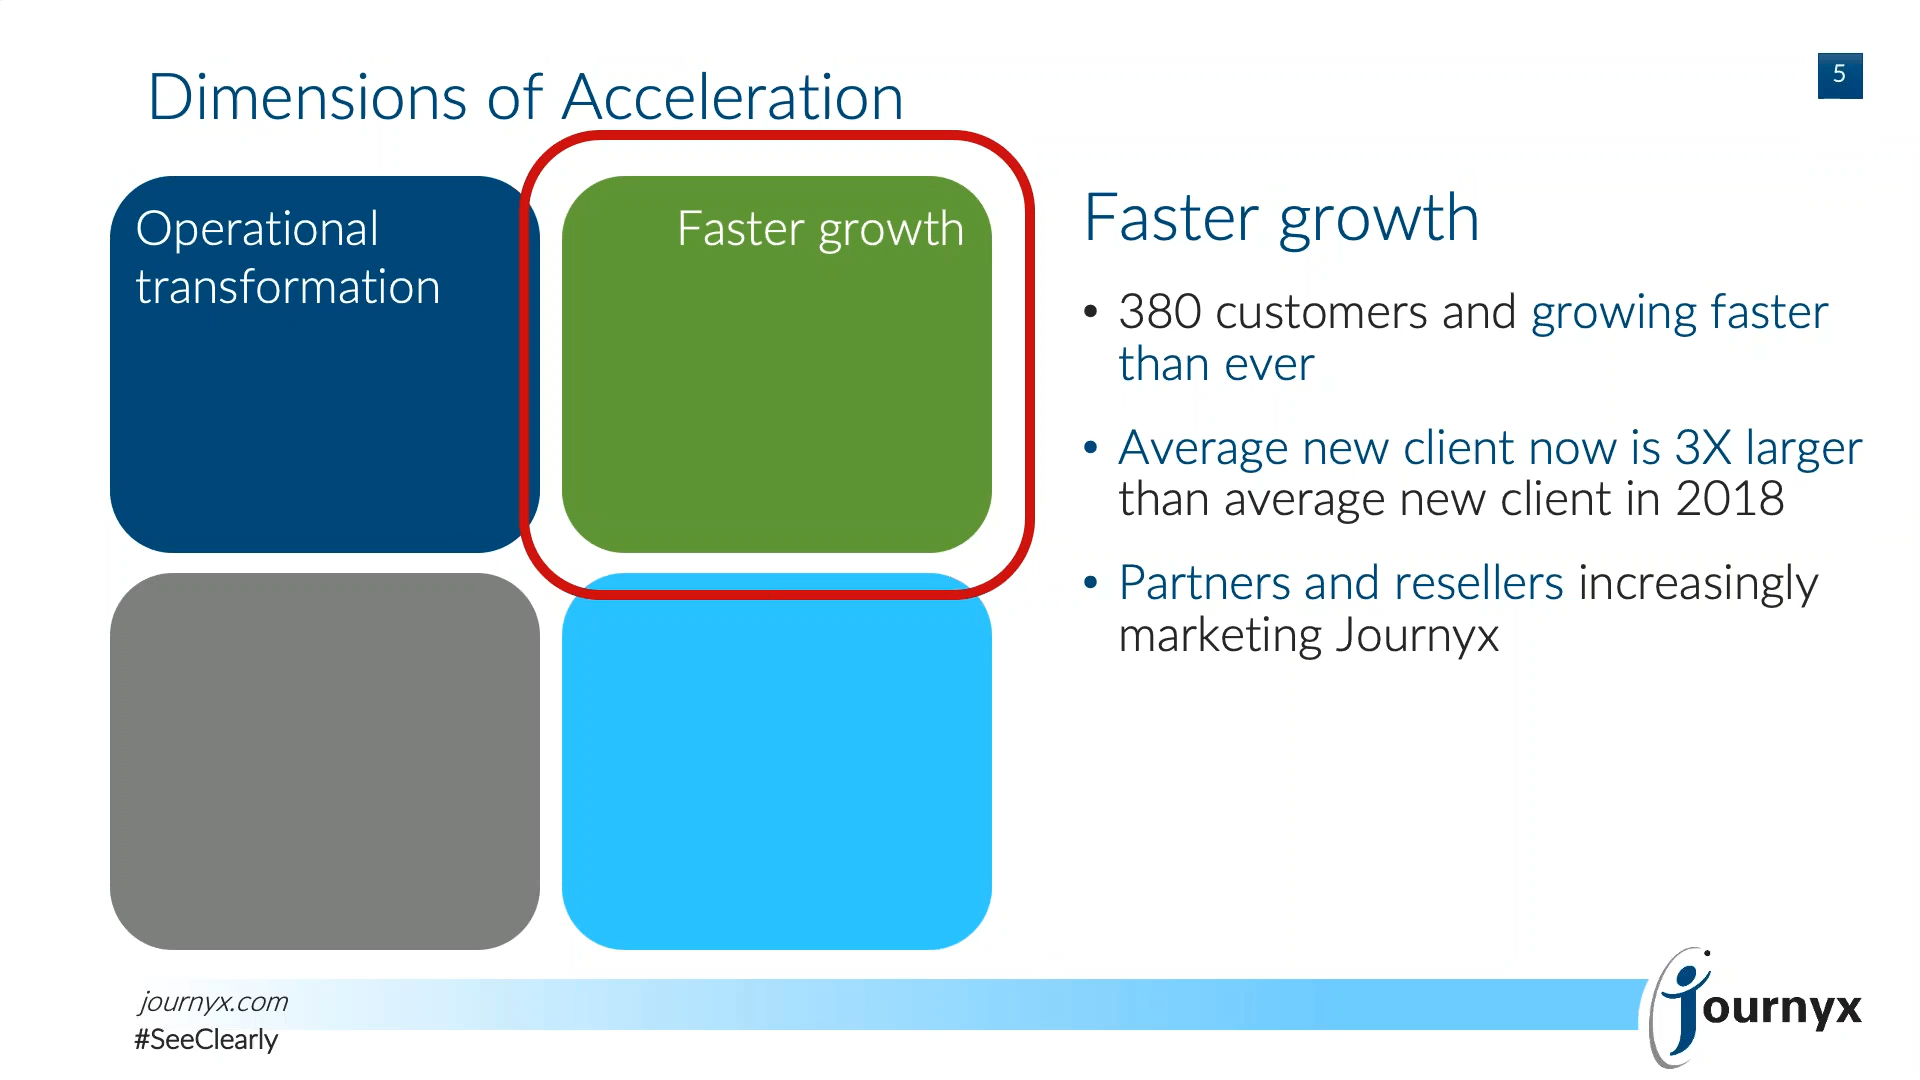 Dimensions of Acceleration
5
Operational
transformation
Faster growth
Faster growth
• 380 customers and growing faster
than ever
• Average new client now is 3X larger
than average new client in 2018
• Partners and resellers increasingly
marketing Journyx
journyx.com
#SeeClearly
Journyx